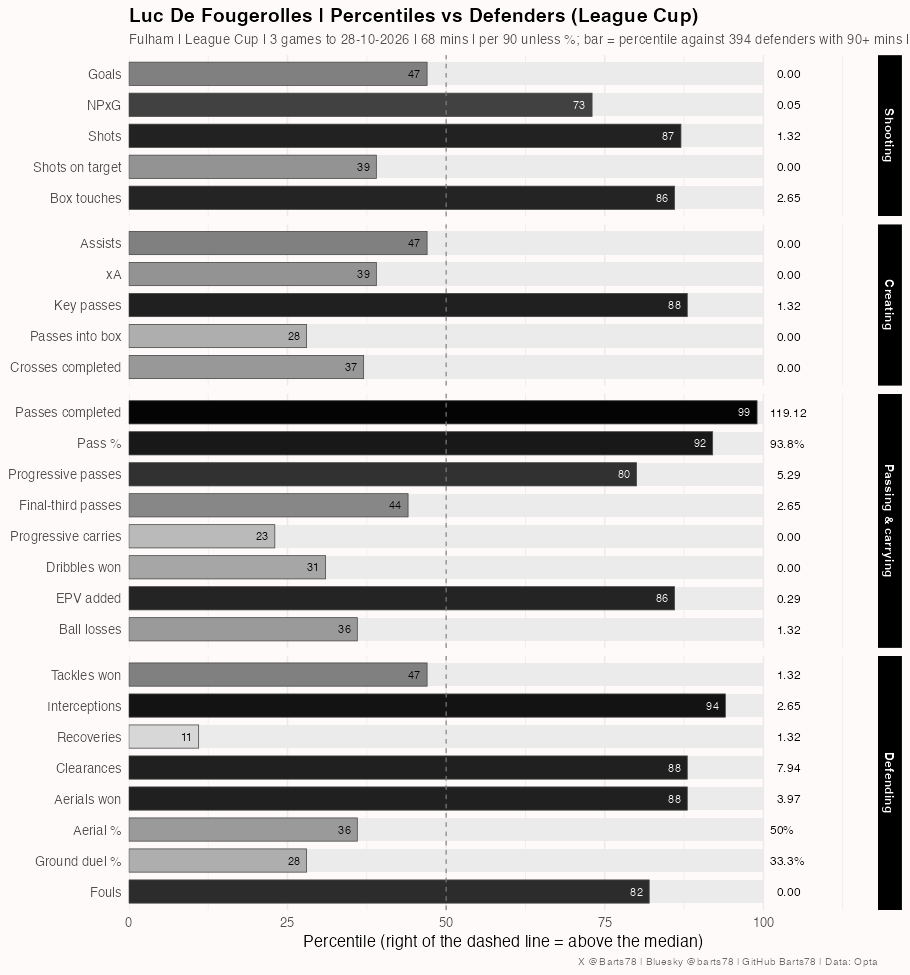 Luc De Fougerolles | Percentiles vs Defenders (League Cup)
Fulham | League Cup | 3 games to 28-10-2026 | 68 mins | per 90 unless %; bar = percentile against 394 defenders with 90+ mins
Goals 47 0.00
NPxG 73 0.05
Shots 87 1.32
Shots on target 39 0.00
Box touches 86 2.65
Shooting
Assists 47 0.00
xA 39 0.00
Key passes 88 1.32
Passes into box 28 0.00
Crosses completed 37 0.00
Creating
Passes completed 99 119.12
Pass % 92 93.8%
Progressive passes 80 5.29
Final-third passes 44 2.65
Progressive carries 23 0.00
Dribbles won 31 0.00
EPV added 86 0.29
Ball losses 36 1.32
Passing & carrying
Tackles won 47 1.32
Interceptions 94 2.65
Recoveries 11 1.32
Clearances 88 7.94
Aerials won 88 3.97
Aerial % 36 50%
Ground duel % 28 33.3%
Fouls 82 0.00
Defending
0 25 50 75 100
Percentile (right of the dashed line = above the median)
X @Barts78 | Bluesky @barts78 | GitHub Barts78 | Data: Opta